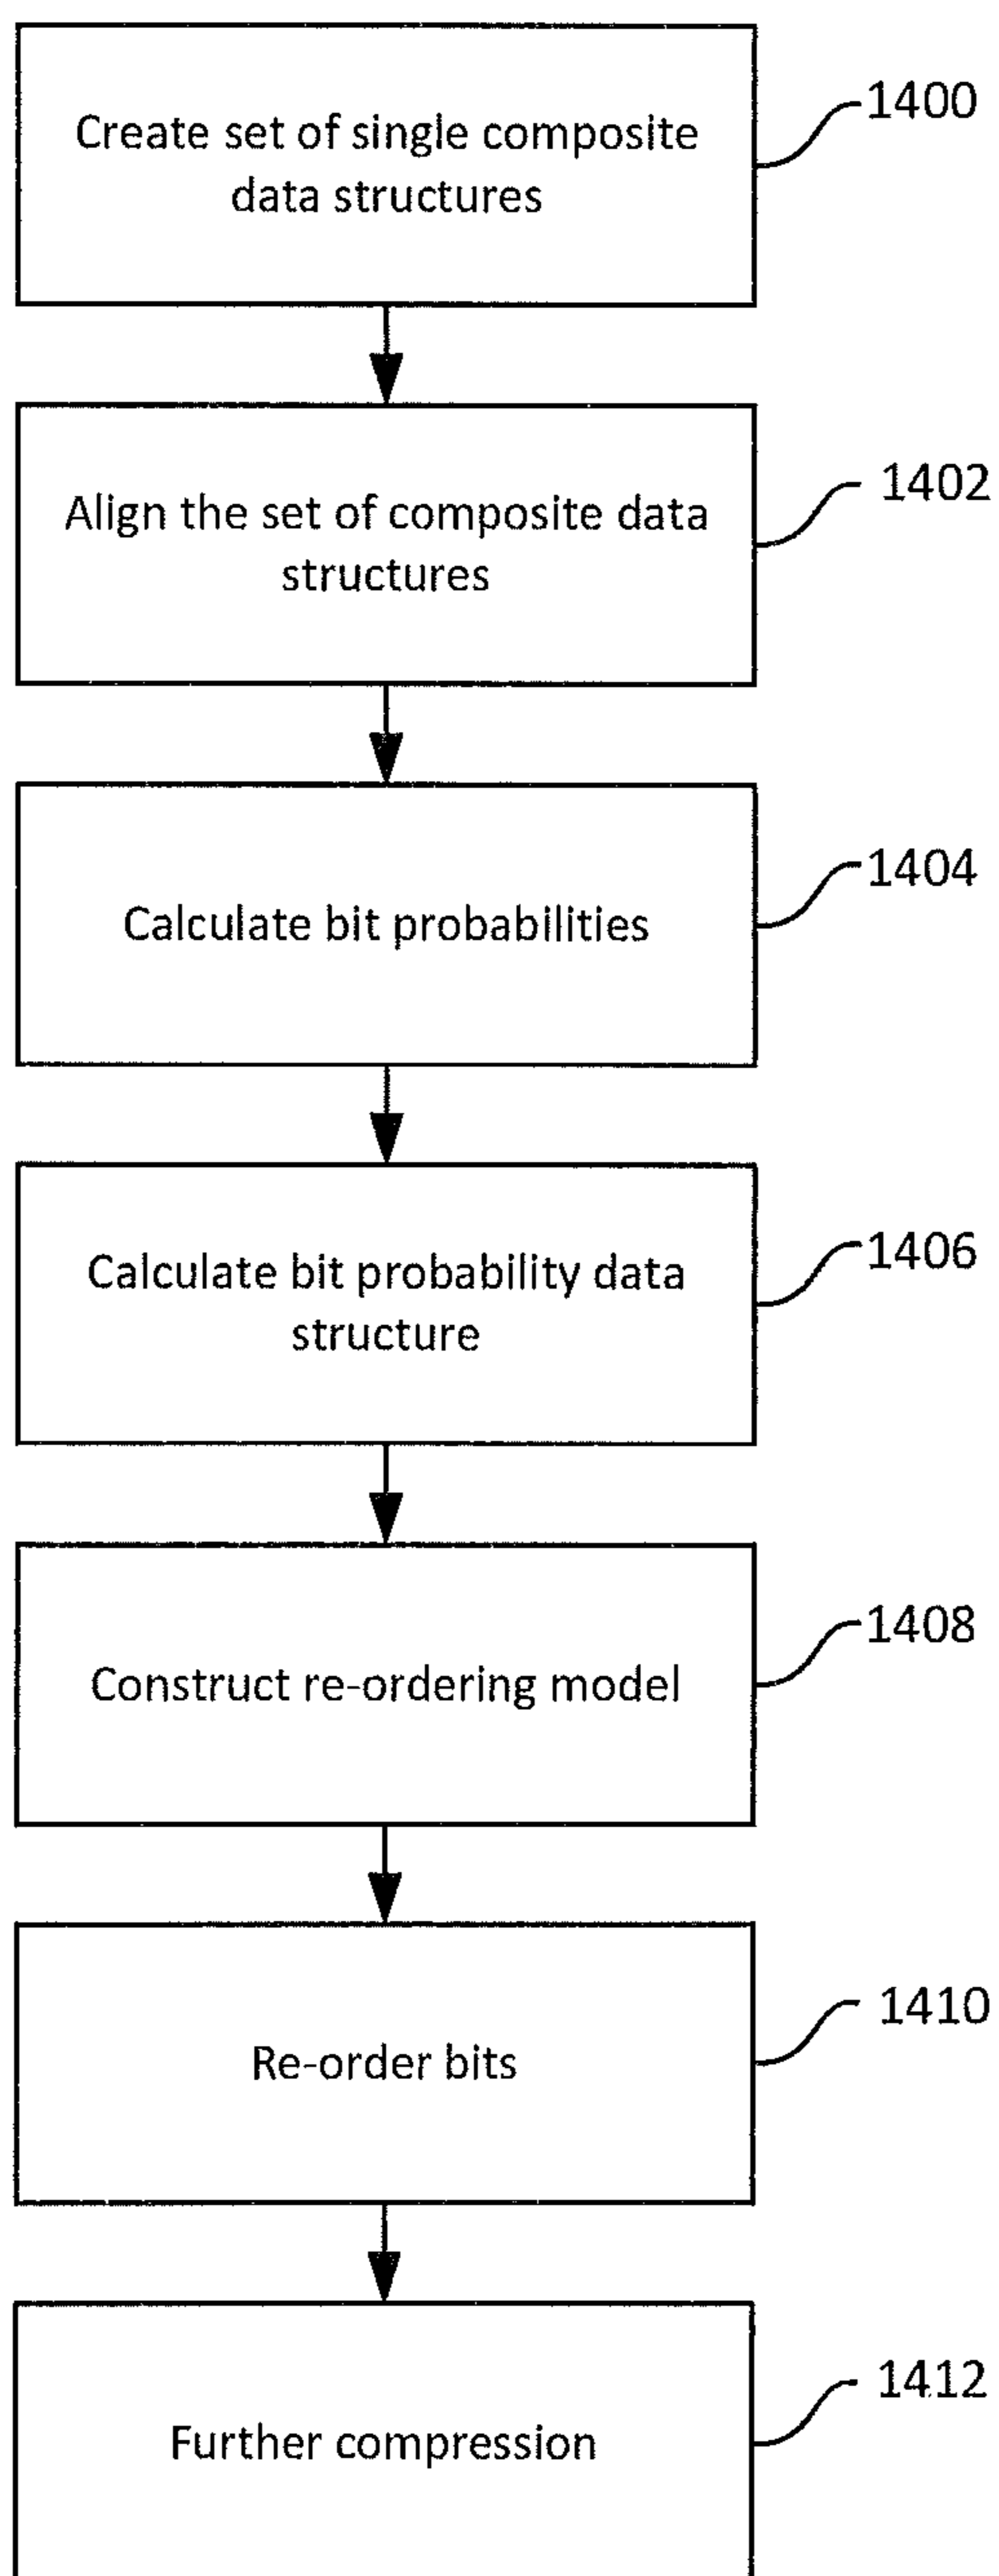 Create set of single composite
data structures
1400
Align the set of composite data
structures
1402
Calculate bit probabilities
1404
Calculate bit probability data
structure
1406
Construct re-ordering model
1408
Re-order bits
1410
Further compression
1412